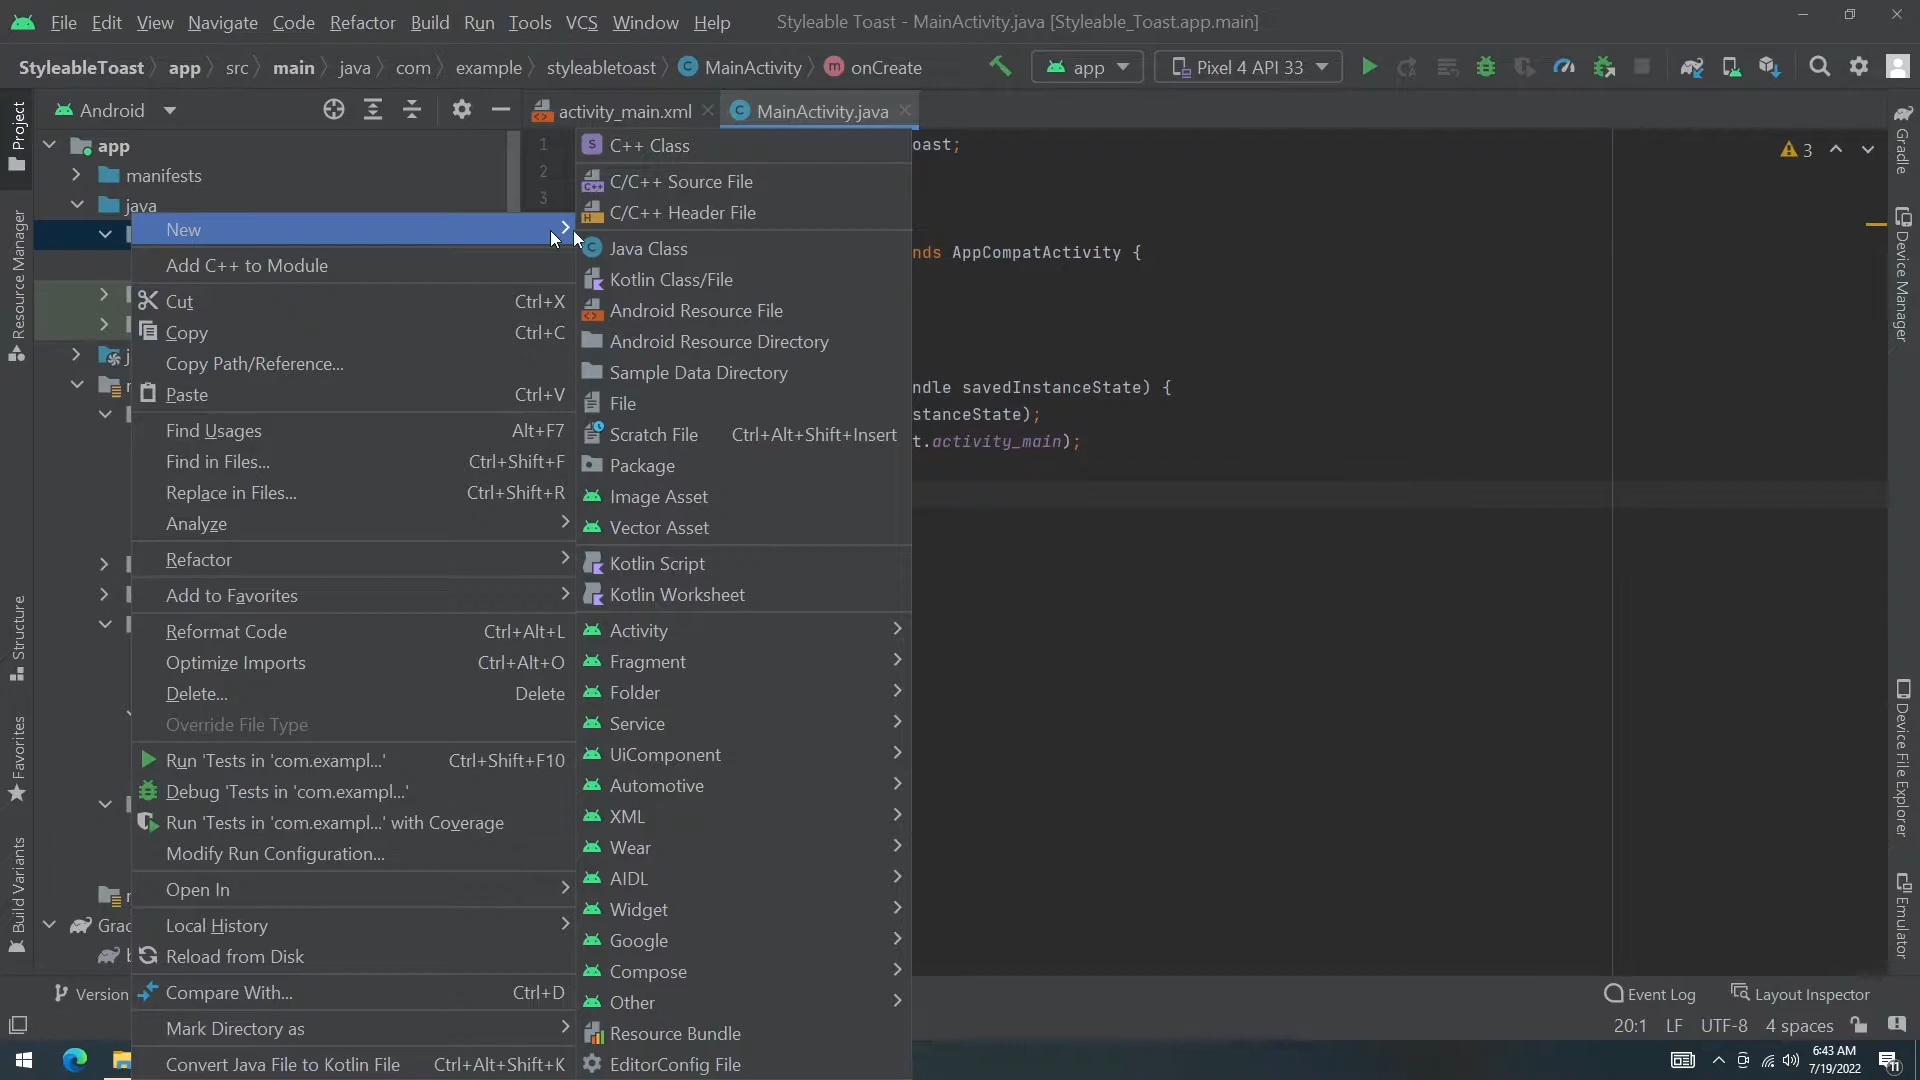 File Edit View Navigate Code Refactor Build Run Tools VCS Window Help Styleable Toast - MainActivity.java [Styleable_Toast.app.main]
StyleableToast app src main java com example styleabletoast MainActivity onCreate app Pixel 4 API 33
Android activity_main.xml MainActivity.java
app
manifests
java
1
2
3
oast;
3
nds AppCompatActivity {
ndle savedInstanceState) {
stanceState);
t.activity_main);
New
Add C++ to Module
Cut Ctrl+X
Copy Ctrl+C
Copy Path/Reference...
Paste Ctrl+V
Find Usages Alt+F7
Find in Files... Ctrl+Shift+F
Replace in Files... Ctrl+Shift+R
Analyze
Refactor
Add to Favorites
Reformat Code Ctrl+Alt+L
Optimize Imports Ctrl+Alt+O
Delete... Delete
Override File Type
Run 'Tests in 'com.exampl...' Ctrl+Shift+F10
Debug 'Tests in 'com.exampl...'
Run 'Tests in 'com.exampl...' with Coverage
Modify Run Configuration...
Open In
Local History
Reload from Disk
Compare With... Ctrl+D
Mark Directory as
Convert Java File to Kotlin File Ctrl+Alt+Shift+K
C++ Class
C/C++ Source File
C/C++ Header File
Java Class
Kotlin Class/File
Android Resource File
Android Resource Directory
Sample Data Directory
File
Scratch File Ctrl+Alt+Shift+Insert
Package
Image Asset
Vector Asset
Kotlin Script
Kotlin Worksheet
Activity
Fragment
Folder
Service
UiComponent
Automotive
XML
Wear
AIDL
Widget
Google
Compose
Other
Resource Bundle
EditorConfig File
Project
Resource Manager
Structure
Favorites
Build Variants
Gradle
Device Manager
Device File Explorer
Emulator
Grad
Version
Event Log Layout Inspector
20:1 LF UTF-8 4 spaces
6:43 AM
7/19/2022
11